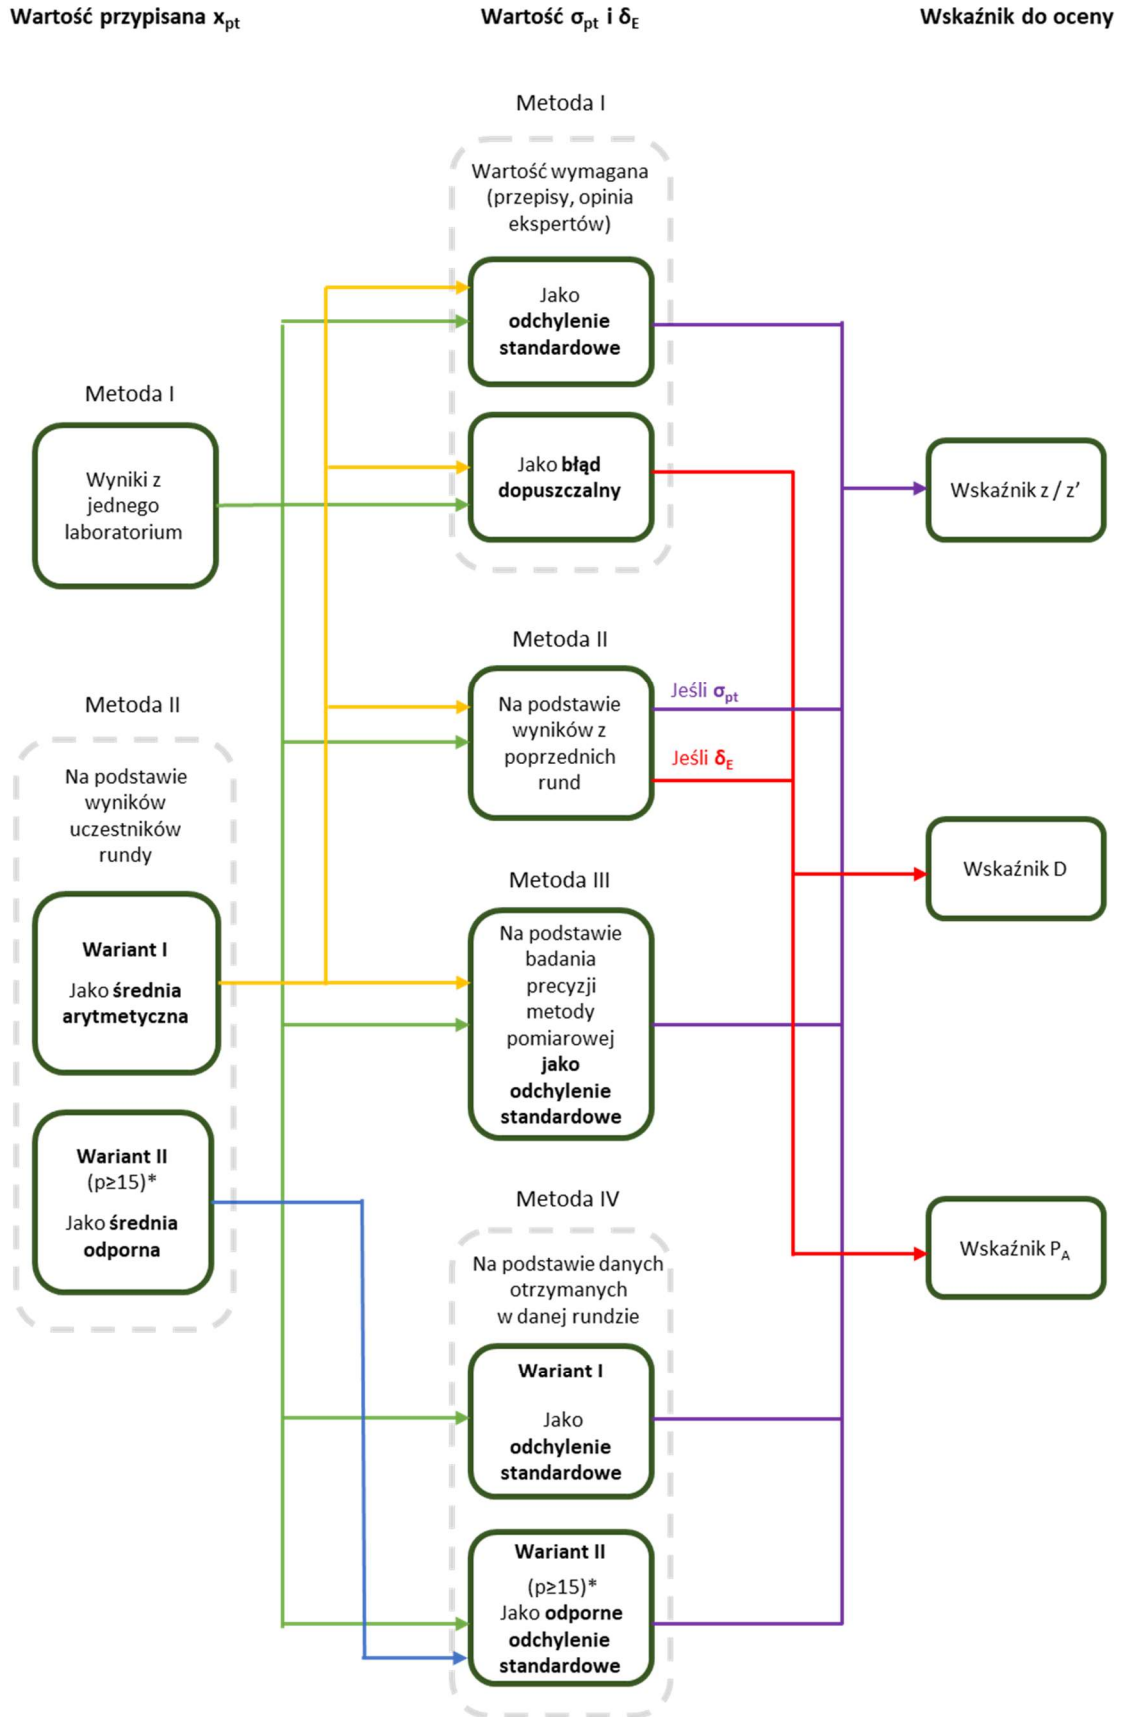 Wartość przypisana xpt
Wartość σpt i δE
Wskaźnik do oceny
Metoda I
Wyniki z
jednego
laboratorium
Metoda II
Na podstawie
wyników
uczestników
rundy
Wariant I
Jako średnia
arytmetyczna
Wariant II
(p≥15)*
Jako średnia
odporna
Metoda I
Wartość wymagana
(przepisy, opinia
ekspertów)
Jako
odchylenie
standardowe
Jako błąd
dopuszczalny
Metoda II
Na podstawie
wyników z
poprzednich
rund
Jeśli σpt
Jeśli δE
Metoda III
Na podstawie
badania
precyzji
metody
pomiarowej
jako
odchylenie
standardowe
Metoda IV
Na podstawie danych
otrzymanych
w danej rundzie
Wariant I
Jako
odchylenie
standardowe
Wariant II
(p≥15)*
Jako odporne
odchylenie
standardowe
Wskaźnik z / z’
Wskaźnik D
Wskaźnik PA